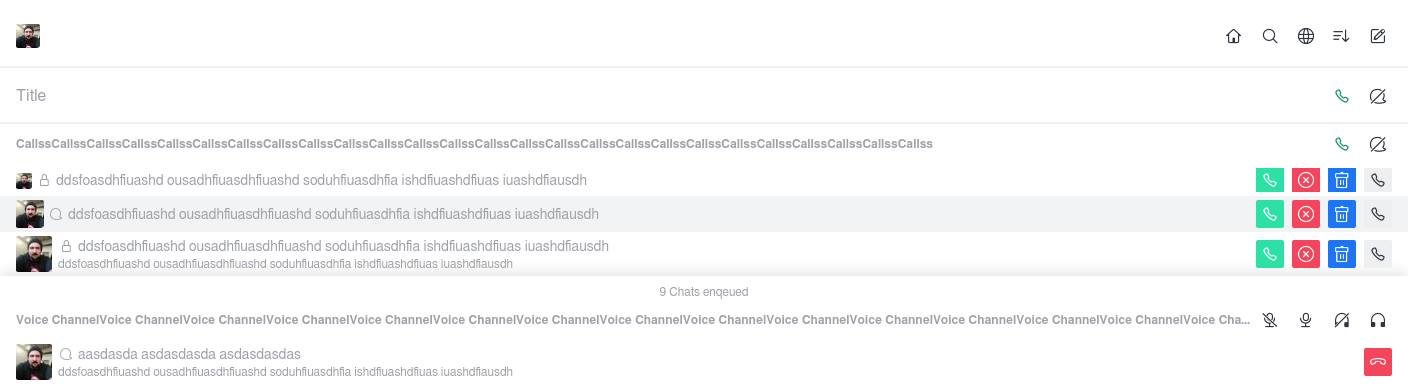 Title
CallssCallssCallssCallssCallssCallssCallssCallssCallssCallssCallssCallssCallssCallssCallssCallssCallssCallssCallssCallssCallssCallssCallssCallssCallssCallss
ddsfoasdhfiuashd ousadhfiuasdhfiuashd soduhfiuasdhfia ishdfiuashdfiuas iuashdfiausdh
ddsfoasdhfiuashd ousadhfiuasdhfiuashd soduhfiuasdhfia ishdfiuashdfiuas iuashdfiausdh
ddsfoasdhfiuashd ousadhfiuasdhfiuashd soduhfiuasdhfia ishdfiuashdfiuas iuashdfiausdh
ddsfoasdhfiuashd ousadhfiuasdhfiuashd soduhfiuasdhfia ishdfiuashdfiuas iuashdfiausdh
9 Chats enqeued
Voice ChannelVoice ChannelVoice ChannelVoice ChannelVoice ChannelVoice ChannelVoice ChannelVoice ChannelVoice ChannelVoice ChannelVoice ChannelVoice ChannelVoice ChannelVoice ChannelVoice Cha...
aasdasda asdasdasda asdasdasdas
ddsfoasdhfiuashd ousadhfiuasdhfiuashd soduhfiuasdhfia ishdfiuashdfiuas iuashdfiausdh